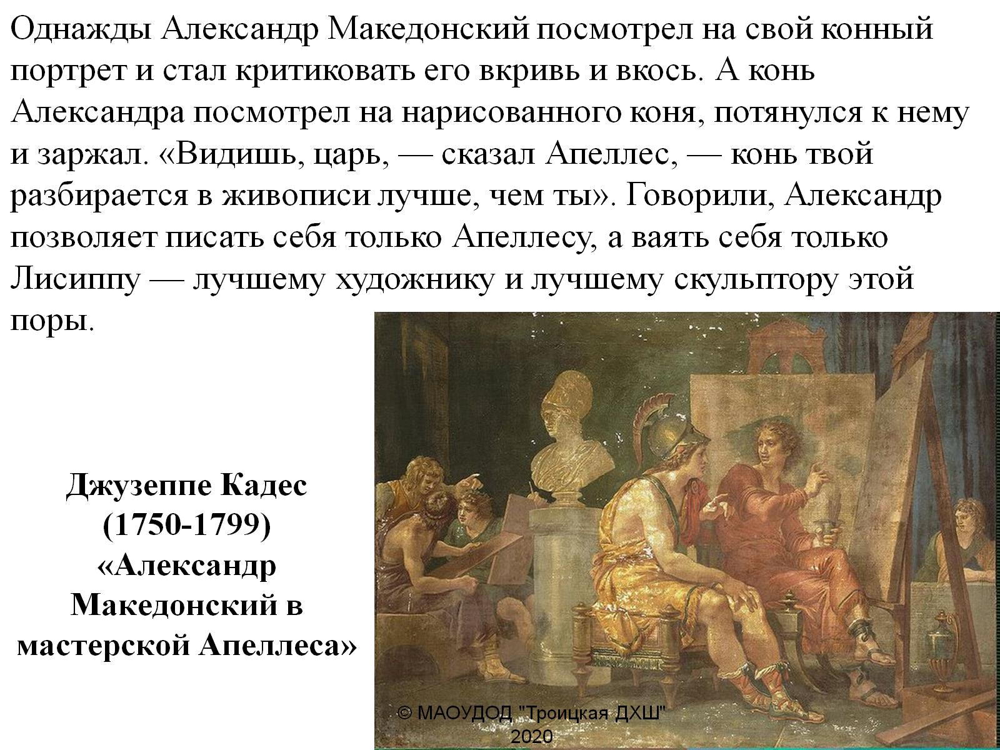 Однажды Александр Македонский посмотрел на свой конный
портрет и стал критиковать его вкривь и вкось. А конь
Александра посмотрел на нарисованного коня, потянулся к нему
и заржал. «Видишь, царь, — сказал Апеллес, — конь твой
разбирается в живописи лучше, чем ты». Говорили, Александр
позволяет писать себя только Апеллесу, а ваять себя только
Лисиппу — лучшему художнику и лучшему скульптору этой
поры.
Джузеппе Кадес
(1750-1799)
«Александр
Македонский в
мастерской Апеллеса»
© МАОУДОД "Троицкая ДХШ"
2020